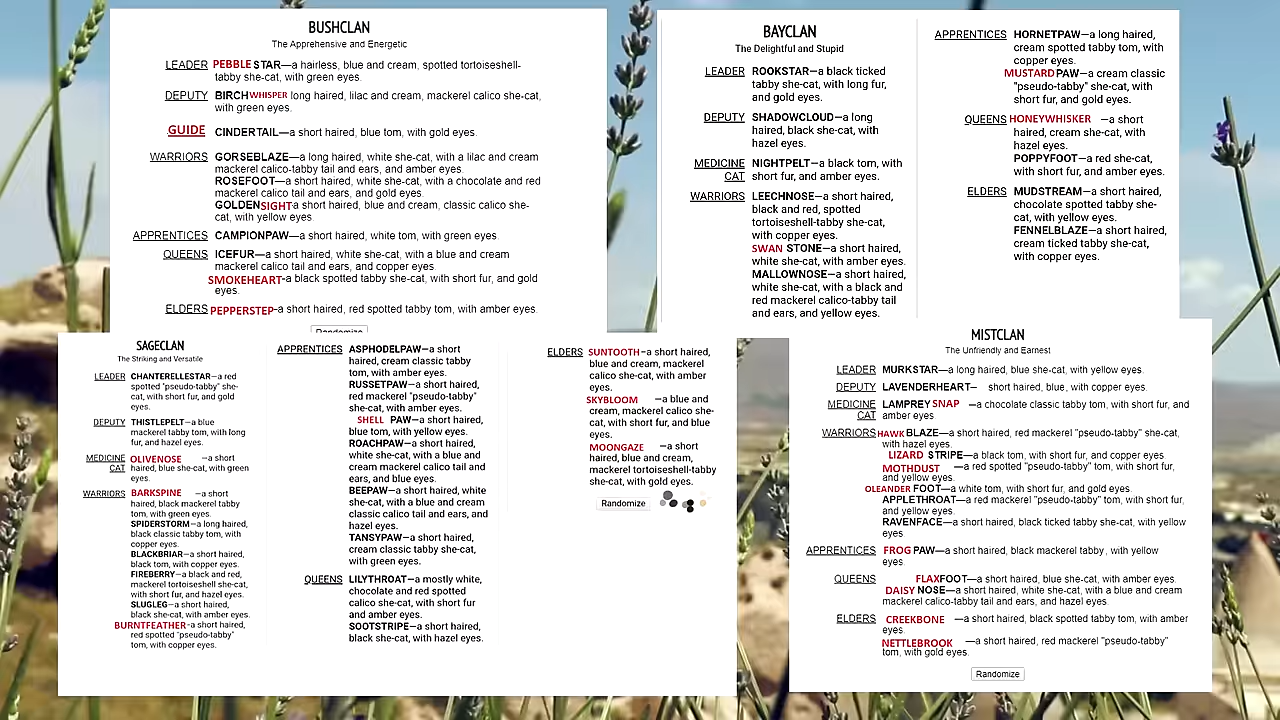 BUSHCLAN
The Apprehensive and Energetic
LEADER PEBBLESTAR—a hairless, blue and cream, spotted tortoiseshell-
tabby she-cat, with green eyes.
DEPUTY BIRCHWHISPER long haired, lilac and cream, mackerel calico she-cat,
with green eyes.
GUIDE CINDERTAIL—a short haired, blue tom, with gold eyes.
WARRIORS GORSEBLAZE—a long haired, white she-cat, with a lilac and cream
mackerel calico-tabby tail and ears, and amber eyes.
ROSEFOOT—a short haired, white she-cat, with a chocolate and red
mackerel calico tail and ears, and gold eyes.
GOLDENSIGHT-a short haired, blue and cream, classic calico she-
cat, with yellow eyes
APPRENTICES CAMPIONPAW—a short haired, white tom, with green eyes.
QUEENS ICEFUR—a short haired, white she-cat, with a blue and cream
mackerel calico tail and ears, and copper eyes.
SMOKEHEART-a black spotted tabby she-cat, with short fur, and gold
eyes.
ELDERS PEPPERSTEP-a short haired, red spotted tabby tom, with amber eyes.
Randomize
BAYCLAN
The Delightful and Stupid
LEADER ROOKSTAR—a black ticked
tabby she-cat, with long fur,
and gold eyes.
DEPUTY SHADOWCLOUD—a long
haired, black she-cat, with
hazel eyes.
MEDICINE NIGHTPELT—a black tom, with
CAT short fur, and amber eyes.
WARRIORS LEECHNOSE—a short haired,
black and red, spotted
tortoiseshell-tabby she-cat,
with copper eyes.
SWAN STONE—a short haired,
white she-cat, with amber eyes.
MALLOWNOSE—a short haired,
white she-cat, with a black and
red mackerel calico-tabby tail
and ears, and yellow eyes.
APPRENTICES HORNETPAW—a long haired,
cream spotted tabby tom, with
copper eyes.
MUSTARDPAW—a cream classic
"pseudo-tabby" she-cat, with
short fur, and gold eyes.
QUEENS HONEYWHISKER —a short
haired, cream she-cat, with
hazel eyes.
POPPYFOOT—a red she-cat,
with short fur, and amber eyes.
ELDERS MUDSTREAM—a short haired,
chocolate spotted tabby she-
cat, with yellow eyes.
FENNELBLAZE—a short haired,
cream ticked tabby she-cat,
with copper eyes.
SAGECLAN
The Striking and Versatile
LEADER CHANTERELLESTAR—a red
spotted "pseudo-tabby" she-
cat, with short fur, and gold
eyes.
DEPUTY THISTLEPELT—a blue
mackerel tabby tom, with long
fur, and hazel eyes.
MEDICINE OLIVENOSE —a short
CAT haired, blue she-cat, with green
eyes.
WARRIORS BARKSPINE —a short
haired, black mackerel tabby
tom, with green eyes.
SPIDERSTORM—a long haired,
black classic tabby tom, with
copper eyes.
BLACKBRIAR—a short haired,
black tom, with copper eyes.
FIREBERRY—a black and red,
mackerel tortoiseshell she-cat,
with short fur, and hazel eyes.
SLUGLEG—a short haired,
black she-cat, with amber eyes.
BURNTFEATHER-a short haired,
red spotted "pseudo-tabby"
tom, with copper eyes.
APPRENTICES ASPHODELPAW—a short
haired, cream classic tabby
tom, with amber eyes.
RUSSETPAW—a short haired,
red mackerel "pseudo-tabby"
she-cat, with amber eyes.
SHELL PAW—a short haired,
blue tom, with yellow eyes.
ROACHPAW—a short haired,
white she-cat, with a blue and
cream mackerel calico tail and
ears, and blue eyes.
BEEPAW—a short haired, white
she-cat, with a blue and cream
classic calico tail and ears, and
hazel eyes.
TANSYPAW—a short haired,
cream classic tabby she-cat,
with green eyes.
QUEENS LILYTHROAT—a mostly white,
chocolate and red spotted
calico she-cat, with short fur
and amber eyes.
SOOTSTRIPE—a short haired,
black she-cat, with hazel eyes.
ELDERS SUNTOOTH—a short haired,
blue and cream, mackerel
calico she-cat, with amber
eyes.
SKYBLOOM —a blue and
cream, mackerel calico she-
cat, with short fur, and blue
eyes.
MOONGAZE —a short
haired, blue and cream,
mackerel tortoiseshell-tabby
she-cat, with gold eyes.
Randomize
MISTCLAN
The Unfriendly and Earnest
LEADER MURKSTAR—a long haired, blue she-cat, with yellow eyes.
DEPUTY LAVENDERHEART– short haired, blue, with copper eyes.
MEDICINE LAMPREYSNAP —a chocolate classic tabby tom, with short fur, and
CAT amber eyes
WARRIORS HAWKBLAZE—a short haired, red mackerel "pseudo-tabby" she-cat,
with hazel eyes.
LIZARD STRIPE—a black tom, with short fur, and copper eyes.
MOTHDUST —a red spotted "pseudo-tabby" tom, with short fur,
and yellow eyes.
OLEANDER FOOT—a white tom, with short fur, and gold eyes.
APPLETHROAT—a red mackerel "pseudo-tabby" tom, with short fur,
and yellow eyes.
RAVENFACE—a short haired, black ticked tabby she-cat, with yellow
eyes.
APPRENTICES FROGPAW—a short haired, black mackerel tabby, with yellow
eyes.
QUEENS FLAXFOOT—a short haired, blue she-cat, with amber eyes.
DAISY NOSE—a short haired, white she-cat, with a blue and cream
mackerel calico-tabby tail and ears, and hazel eyes.
ELDERS CREEKBONE —a short haired, black spotted tabby tom, with amber
eyes.
NETTLEBROOK —a short haired, red mackerel "pseudo-tabby"
tom, with gold eyes.
Randomize